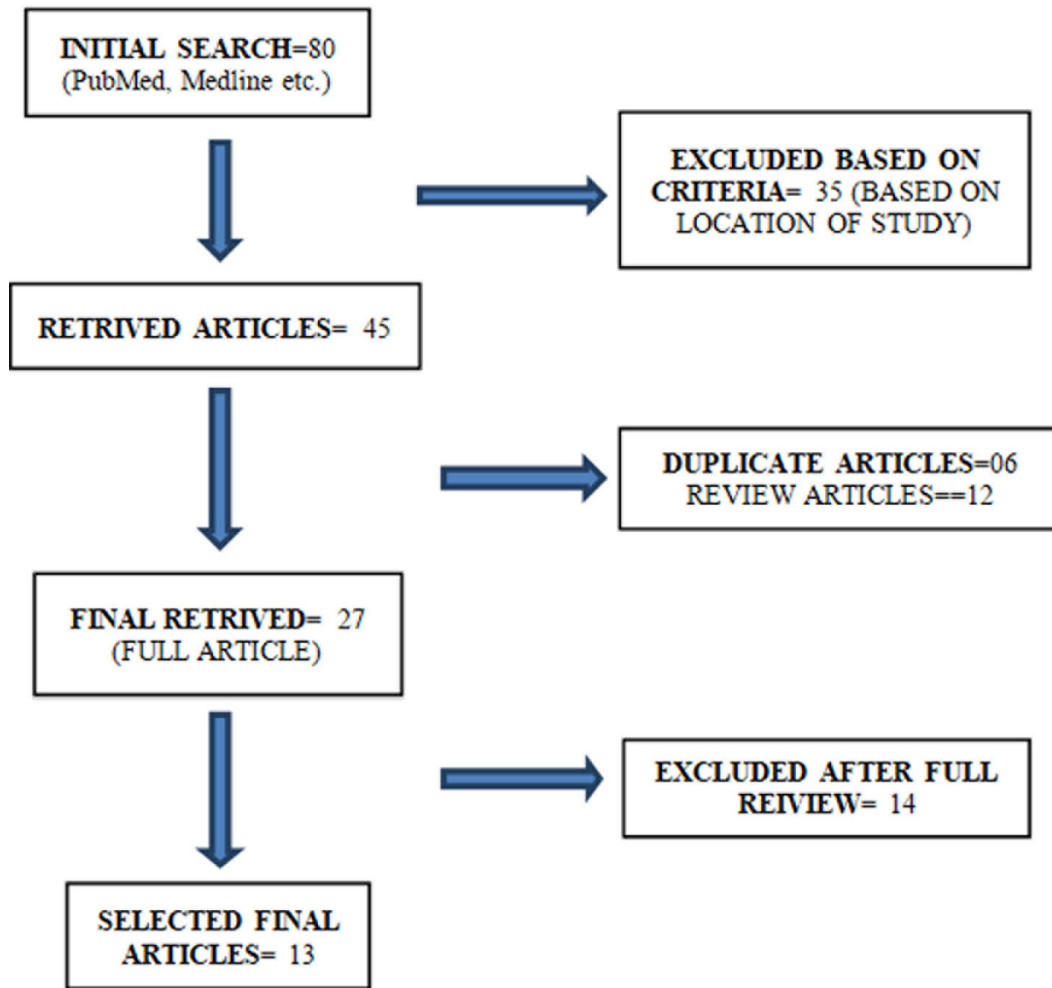 INITIAL SEARCH=80
(PubMed, Medline etc.)
EXCLUDED BASED ON
CRITERIA= 35 (BASED ON
LOCATION OF STUDY)
RETRIVED ARTICLES= 45
DUPLICATE ARTICLES=06
REVIEW ARTICLES==12
FINAL RETRIVED= 27
(FULL ARTICLE)
EXCLUDED AFTER FULL
REIVIEW= 14
SELECTED FINAL
ARTICLES= 13